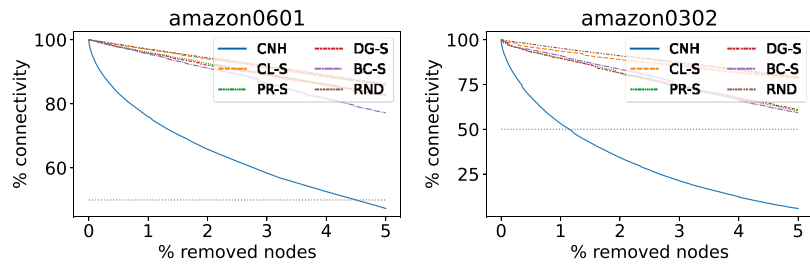 amazon0601
% connectivity
100
80
60
CNH
CL-S
PR-S
DG-S
BC-S
RND
0 1 2 3 4 5
% removed nodes
amazon0302
% connectivity
100
75
50
25
CNH
CL-S
PR-S
DG-S
BC-S
RND
0 1 2 3 4 5
% removed nodes